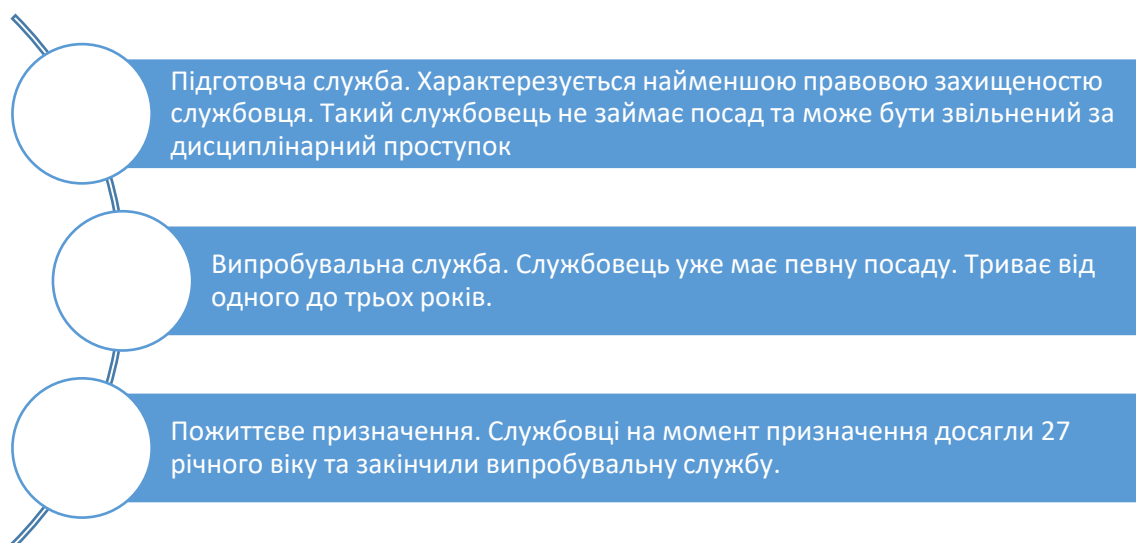 Підготовча служба. Характерезується найменшою правовою захищеностю
службовця. Такий службовець не займає посад та може бути звільнений за
дисциплінарний проступок
Випробувальна служба. Службовець уже має певну посаду. Триває від
одного до трьох років.
Пожиттєве призначення. Службовці на момент призначення досягли 27
річного віку та закінчили випробувальну службу.